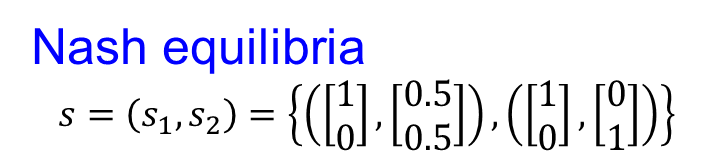 Nash equilibria
s = (s₁, s₂) = {([1 0], [0.5 0.5]), ([1 0], [0 1])}